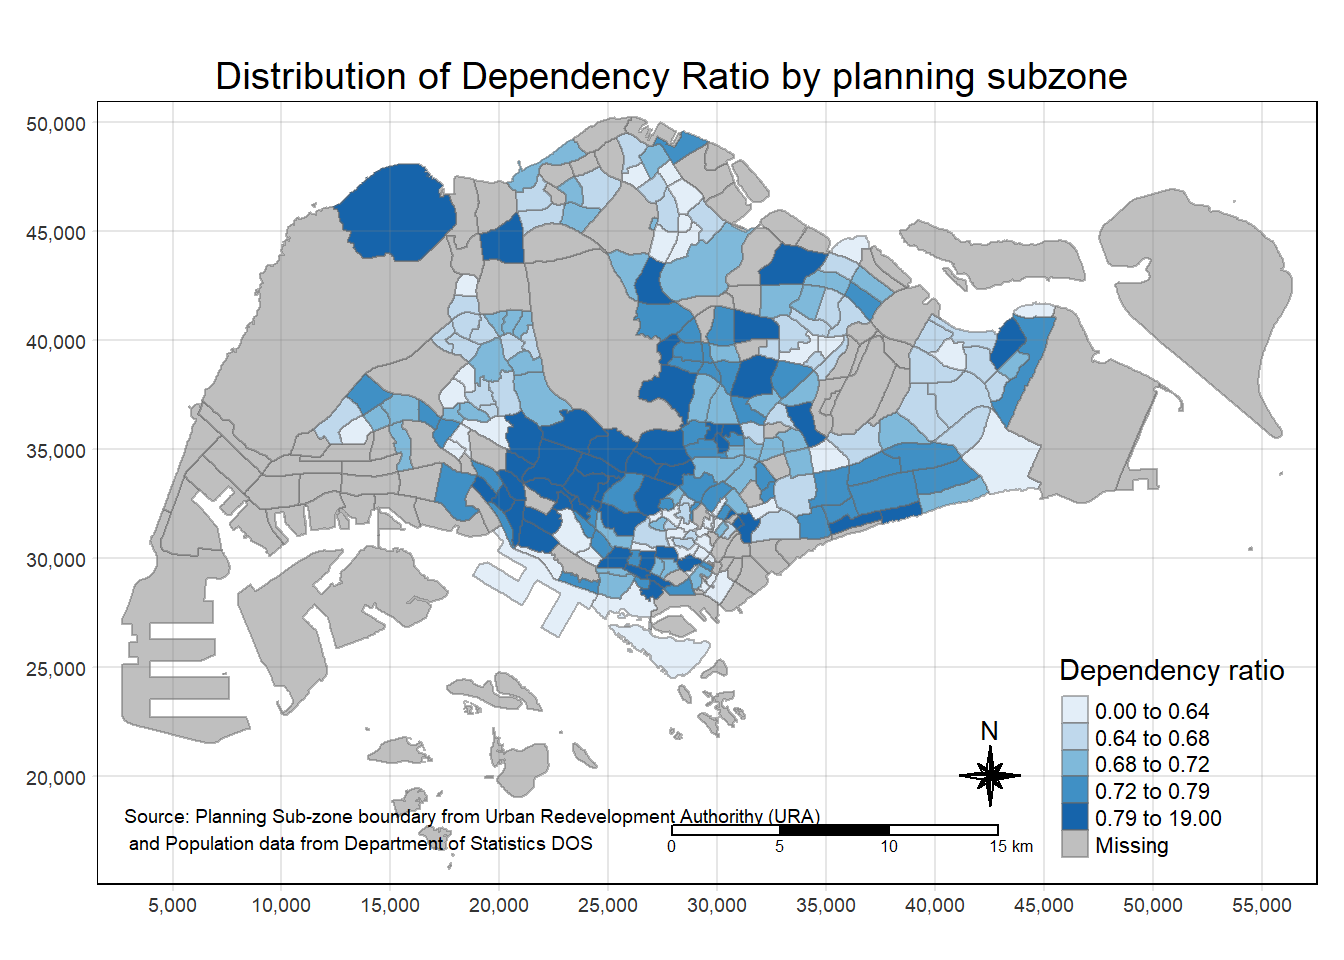 Distribution of Dependency Ratio by planning subzone
50,000
45,000
40,000
35,000
30,000
25,000
20,000
Dependency ratio
0.00 to 0.64
0.64 to 0.68
0.68 to 0.72
0.72 to 0.79
0.79 to 19.00
Missing
N
Source: Planning Sub-zone boundary from Urban Redevelopment Authorithy (URA)
and Population data from Department of Statistics DOS
0 5 10 15 km
5,000 10,000 15,000 20,000 25,000 30,000 35,000 40,000 45,000 50,000 55,000